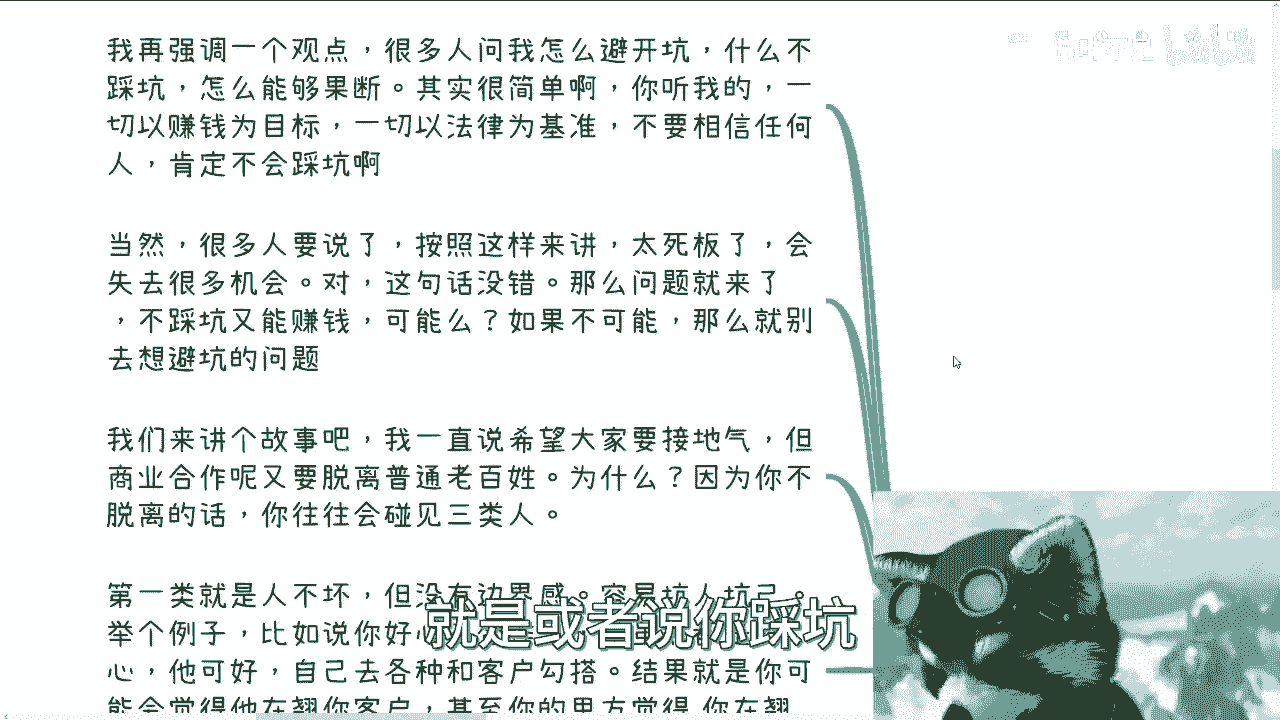 我再强调一个观点，很多人问我怎么避开坑，什么不
踩坑，怎么能够果断。其实很简单啊，你听我的，一
切以赚钱为目标，一切以法律为基准，不要相信任何
人，肯定不会踩坑啊
当然，很多人要说了，按照这样来讲，太死板了，会
失去很多机会。对，这句话没错。那么问题就来了
，不踩坑又能赚钱，可能么？如果不可能，那么就别
去想避坑的问题
我们来讲个故事吧，我一直说希望大家要接地气，但
商业合作呢又要脱离普通老百姓。为什么？因为你不
脱离的话，你往往会碰见三类人。
第一类就是人不坏，但没有边界感。容易坑人坑己。
举个例子，比如说你好心
就是或者说你踩坑
心，他可好，自己去各种和客户勾搭。结果就是你可
能会觉得他在翘你客户，甚至你的甲方觉得 你在翘